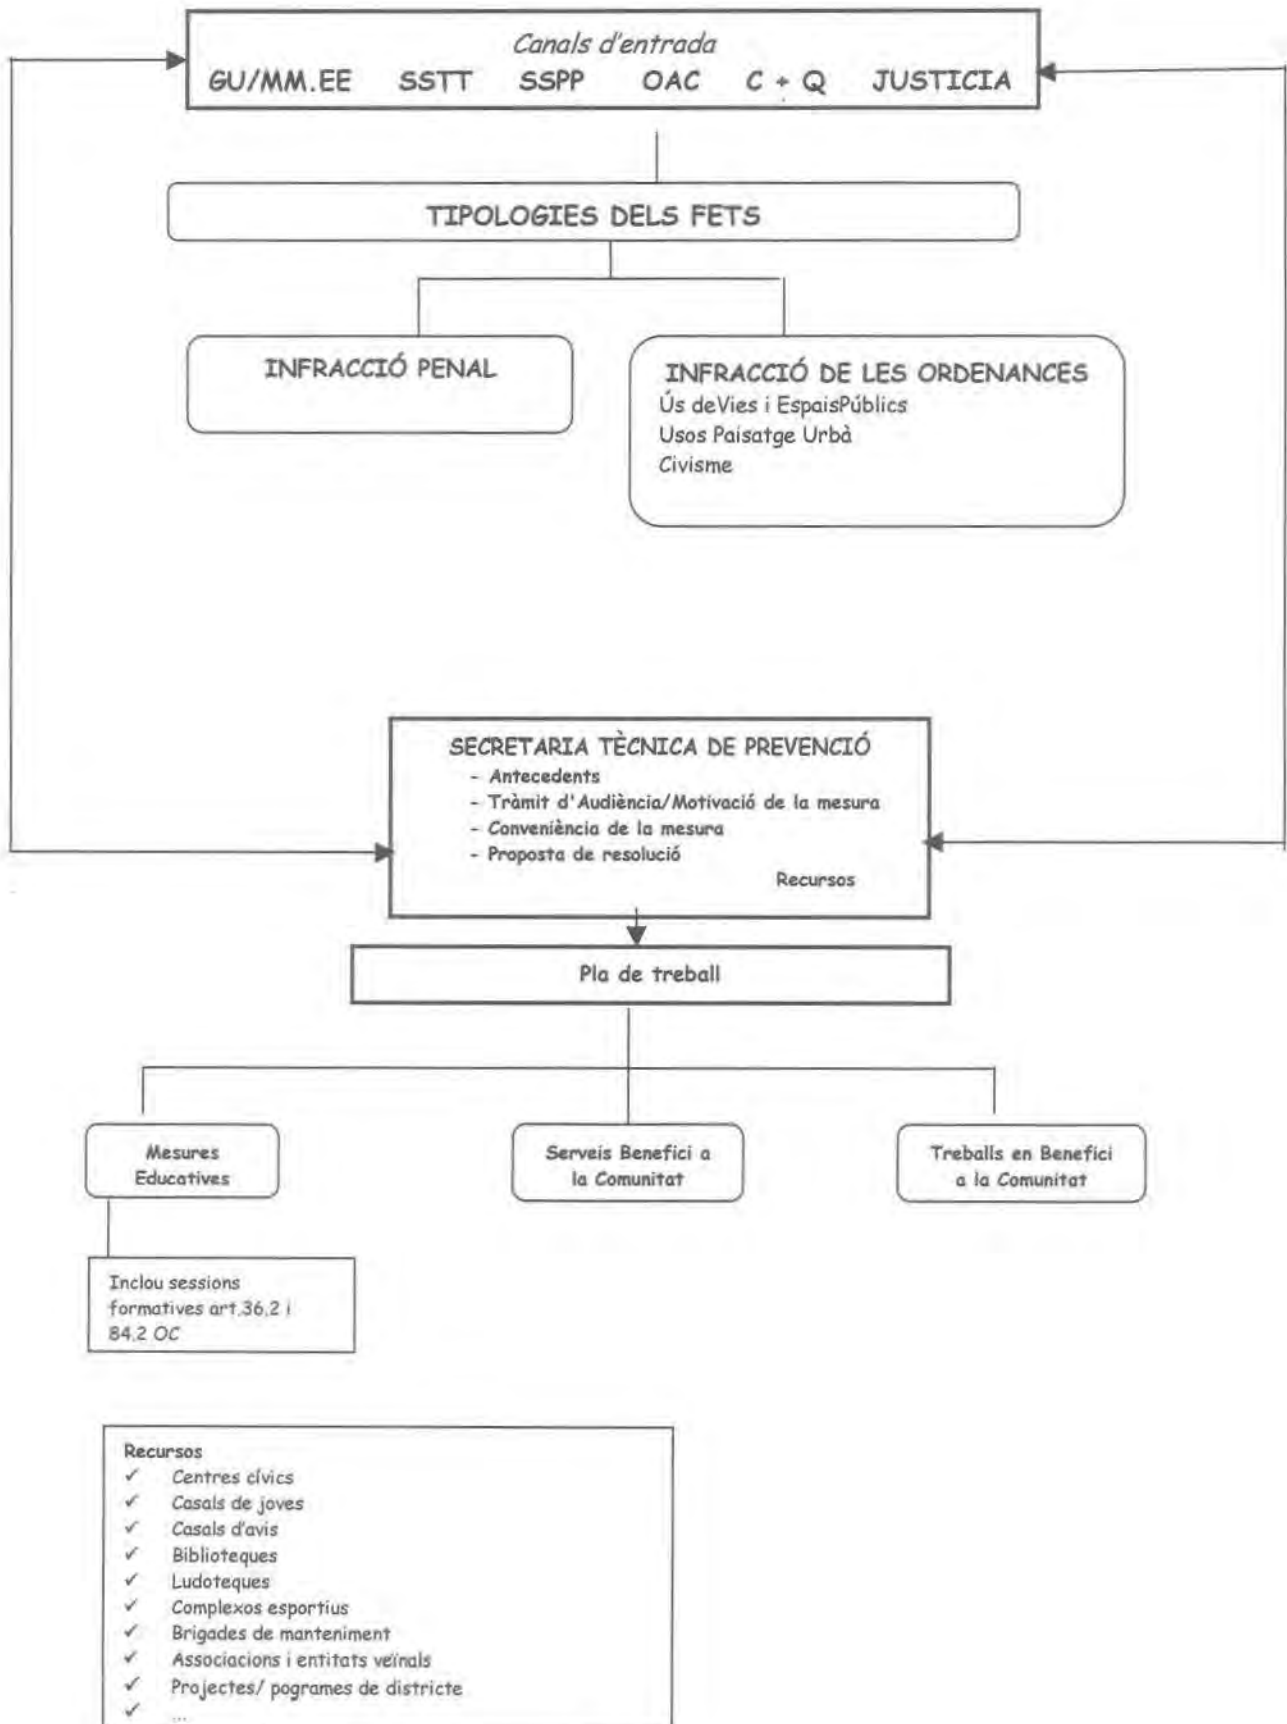 Canals d'entrada
GU/MM.EE SSTT SSPP OAC C + Q JUSTICIA
TIPOLOGIES DELS FETS
INFRACCIÓ PENAL
INFRACCIÓ DE LES ORDENANCES
Ús deVies i EspaisPúblics
Usos Paisatge Urbà
Civisme
SECRETARIA TÈCNICA DE PREVENCIÓ
- Antecedents
- Tràmit d'Audiència/Motivació de la mesura
- Conveniència de la mesura
- Proposta de resolució
Recursos
Pla de treball
Mesures
Educatives
Serveis Benefici a
la Comunitat
Treballs en Benefici
a la Comunitat
Inclou sessions
formatives art.36,2 i
84,2 OC
Recursos
✓ Centres cívics
✓ Casals de joves
✓ Casals d'avis
✓ Biblioteques
✓ Ludoteques
✓ Complexos esportius
✓ Brigades de manteniment
✓ Associacions i entitats veïnals
✓ Projectes/ pogrames de districte
✓ ...